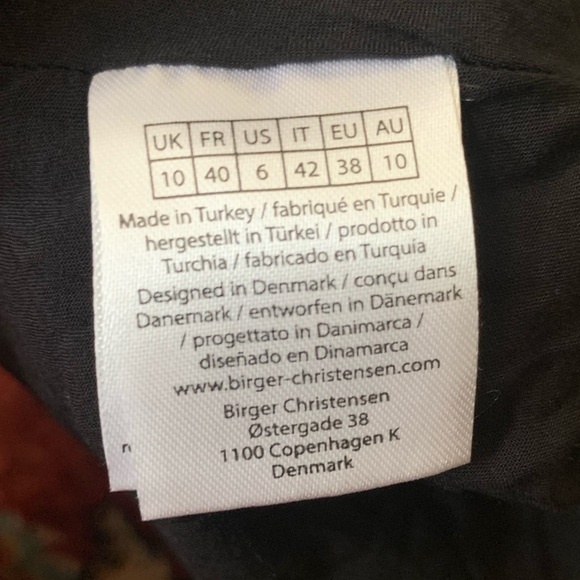 UK FR US IT EU AU
10 40 6 42 38 10
Made in Turkey / fabriqué en Turquie /
hergestellt in Türkei / prodotto in
Turchia / fabricado en Turquía
Designed in Denmark / conçu dans
Danemark / entworfen in Dänemark
/ progettato in Danimarca /
diseñado en Dinamarca
www.birger-christensen.com
Birger Christensen
Østergade 38
1100 Copenhagen K
Denmark